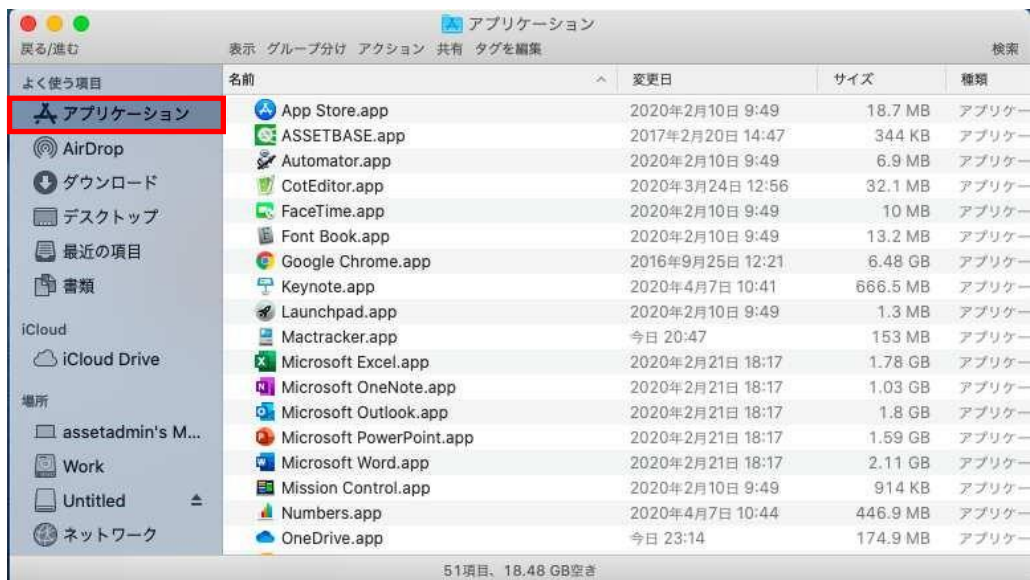 アプリケーション
戻る/進む 表示 グループ分け アクション 共有 タグを編集 検索
よく使う項目
アプリケーション
AirDrop
ダウンロード
デスクトップ
最近の項目
書類
iCloud
iCloud Drive
場所
assetadmin's M...
Work
Untitled
ネットワーク
名前 変更日 サイズ 種類
App Store.app 2020年2月10日 9:49 18.7 MB アプリケー
ASSETBASE.app 2017年2月20日 14:47 344 KB アプリケー
Automator.app 2020年2月10日 9:49 6.9 MB アプリケー
CotEditor.app 2020年3月24日 12:56 32.1 MB アプリケー
FaceTime.app 2020年2月10日 9:49 10 MB アプリケー
Font Book.app 2020年2月10日 9:49 13.2 MB アプリケー
Google Chrome.app 2016年9月25日 12:21 6.48 GB アプリケー
Keynote.app 2020年4月7日 10:41 666.5 MB アプリケー
Launchpad.app 2020年2月10日 9:49 1.3 MB アプリケー
Mactracker.app 今日 20:47 153 MB アプリケー
Microsoft Excel.app 2020年2月21日 18:17 1.78 GB アプリケー
Microsoft OneNote.app 2020年2月21日 18:17 1.03 GB アプリケー
Microsoft Outlook.app 2020年2月21日 18:17 1.8 GB アプリケー
Microsoft PowerPoint.app 2020年2月21日 18:17 1.59 GB アプリケー
Microsoft Word.app 2020年2月21日 18:17 2.11 GB アプリケー
Mission Control.app 2020年2月10日 9:49 914 KB アプリケー
Numbers.app 2020年4月7日 10:44 446.9 MB アプリケー
OneDrive.app 今日 23:14 174.9 MB アプリケー
51項目、18.48 GB空き